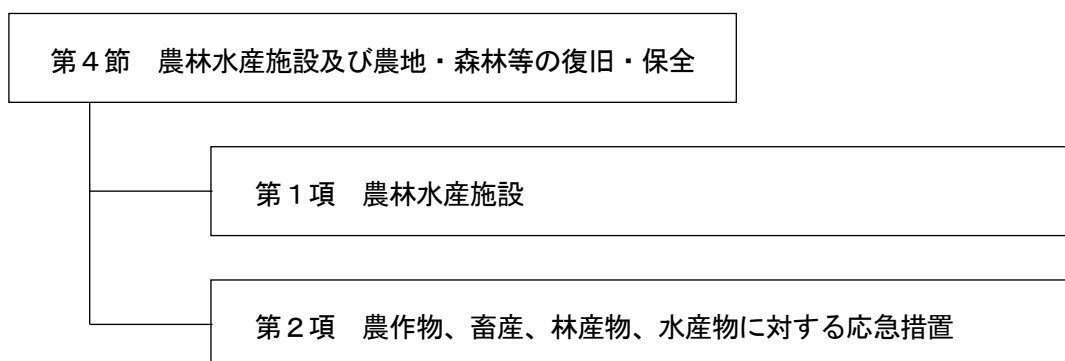 第4節　農林水産施設及び農地・森林等の復旧・保全
第1項　農林水産施設
第2項　農作物、畜産、林産物、水産物に対する応急措置